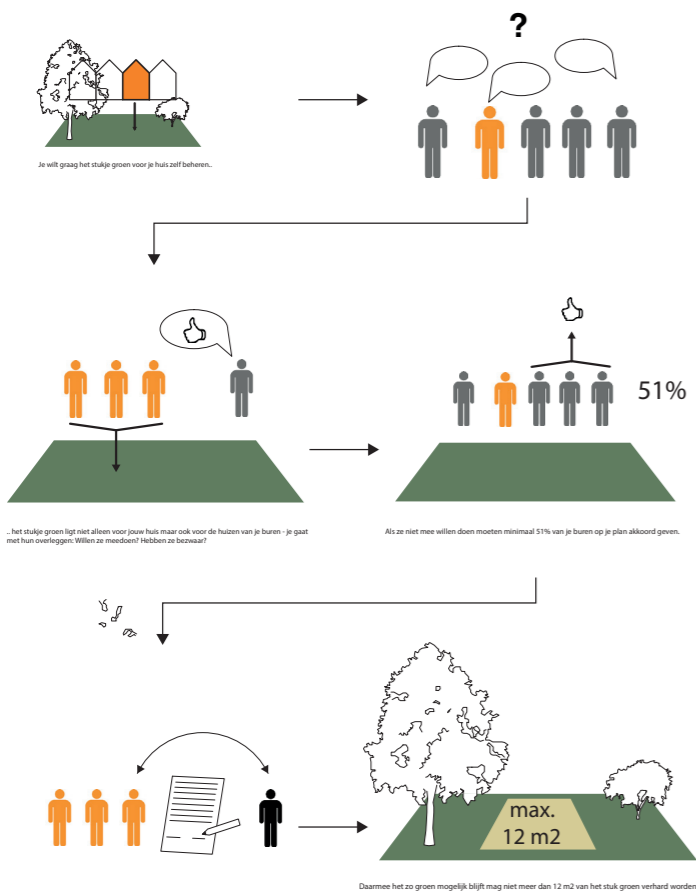 ?
Je wilt graag het stukje groen voor je huis zelf beheren..
51%
.. het stukje groen ligt niet alleen voor jouw huis maar ook voor de huizen van je buren - je gaat
met hun overleggen: Willen ze meedoen? Hebben ze bezwaar?
Als ze niet mee willen doen moeten minimaal 51% van je buren op je plan akkoord geven.
max.
12 m2
Daarmee het zo groen mogelijk blijft mag niet meer dan 12 m2 van het stuk groen verhard worden